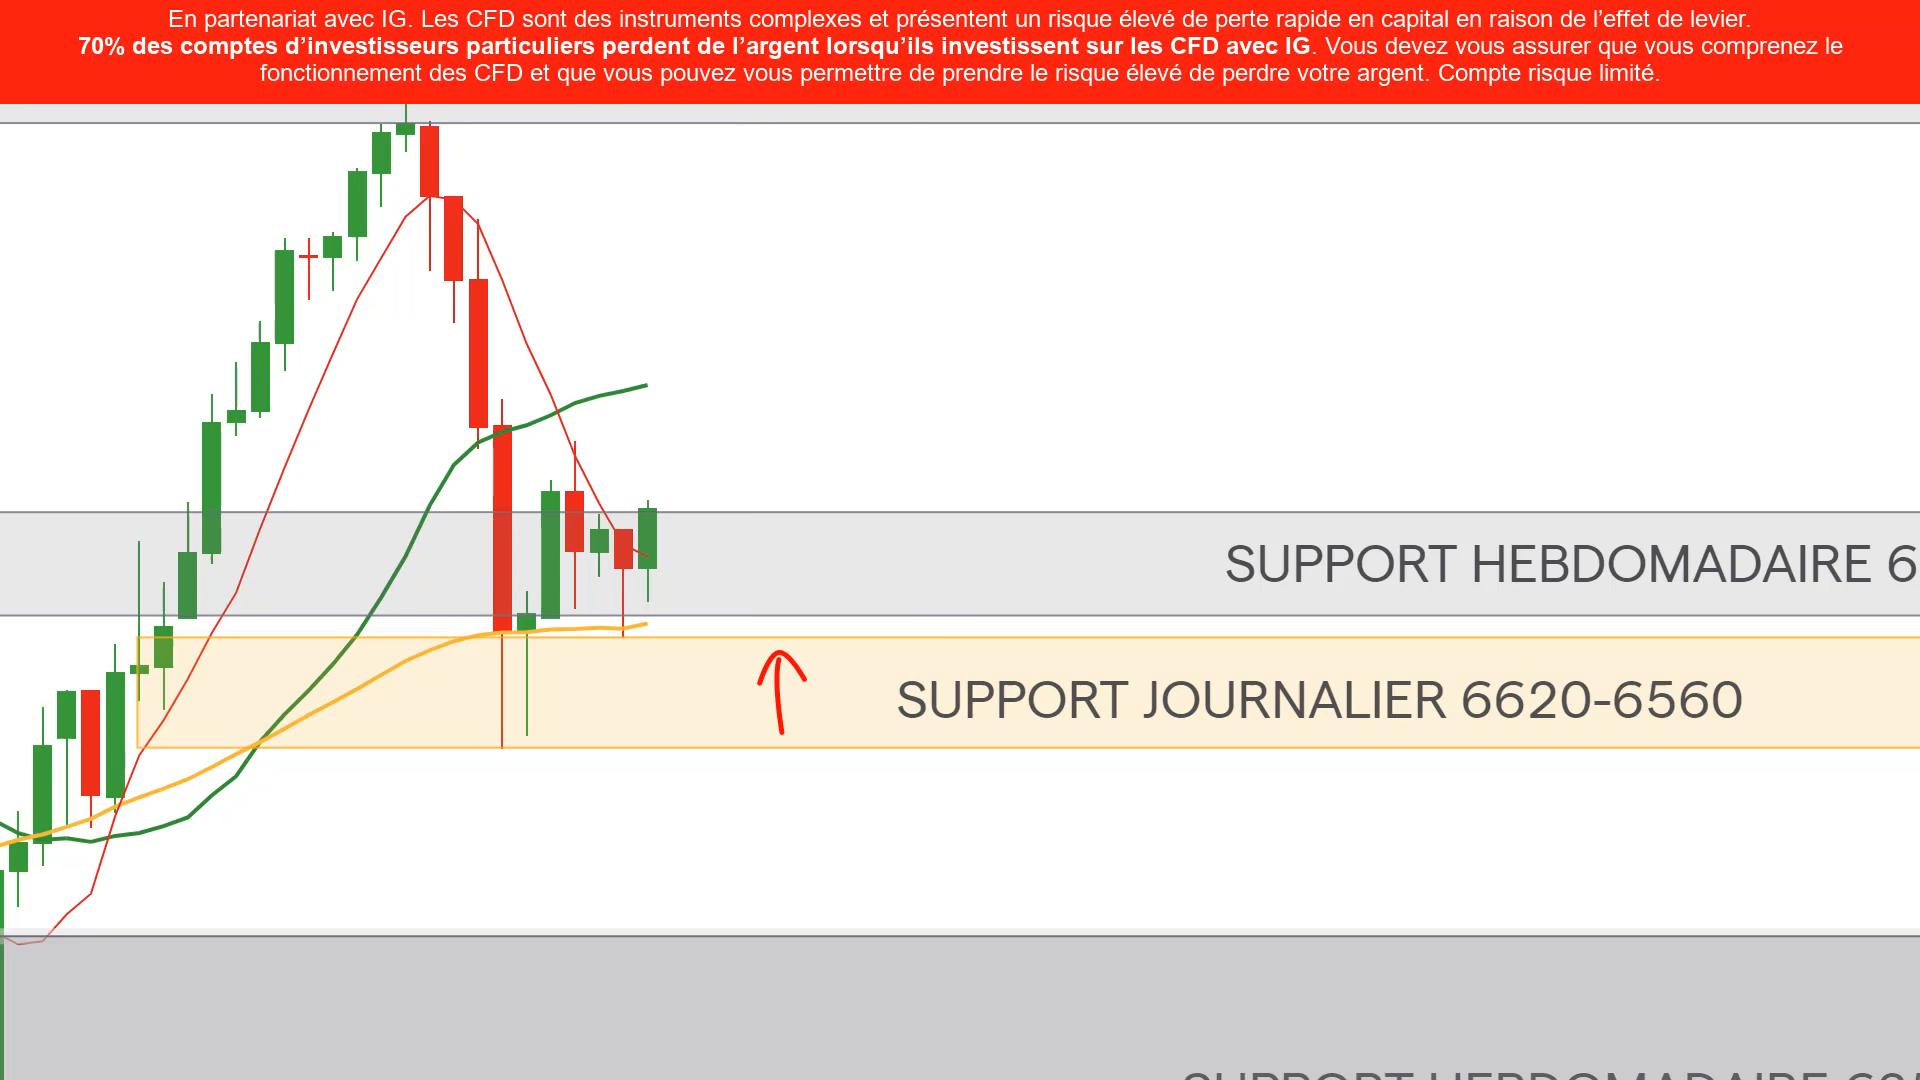 En partenariat avec IG. Les CFD sont des instruments complexes et présentent un risque élevé de perte rapide en capital en raison de l’effet de levier.
70% des comptes d’investisseurs particuliers perdent de l’argent lorsqu’ils investissent sur les CFD avec IG. Vous devez vous assurer que vous comprenez le
fonctionnement des CFD et que vous pouvez vous permettre de prendre le risque élevé de perdre votre argent. Compte risque limité.
SUPPORT HEBDOMADAIRE 6
SUPPORT JOURNALIER 6620-6560
SUPPORT HEBDOMADAIRE